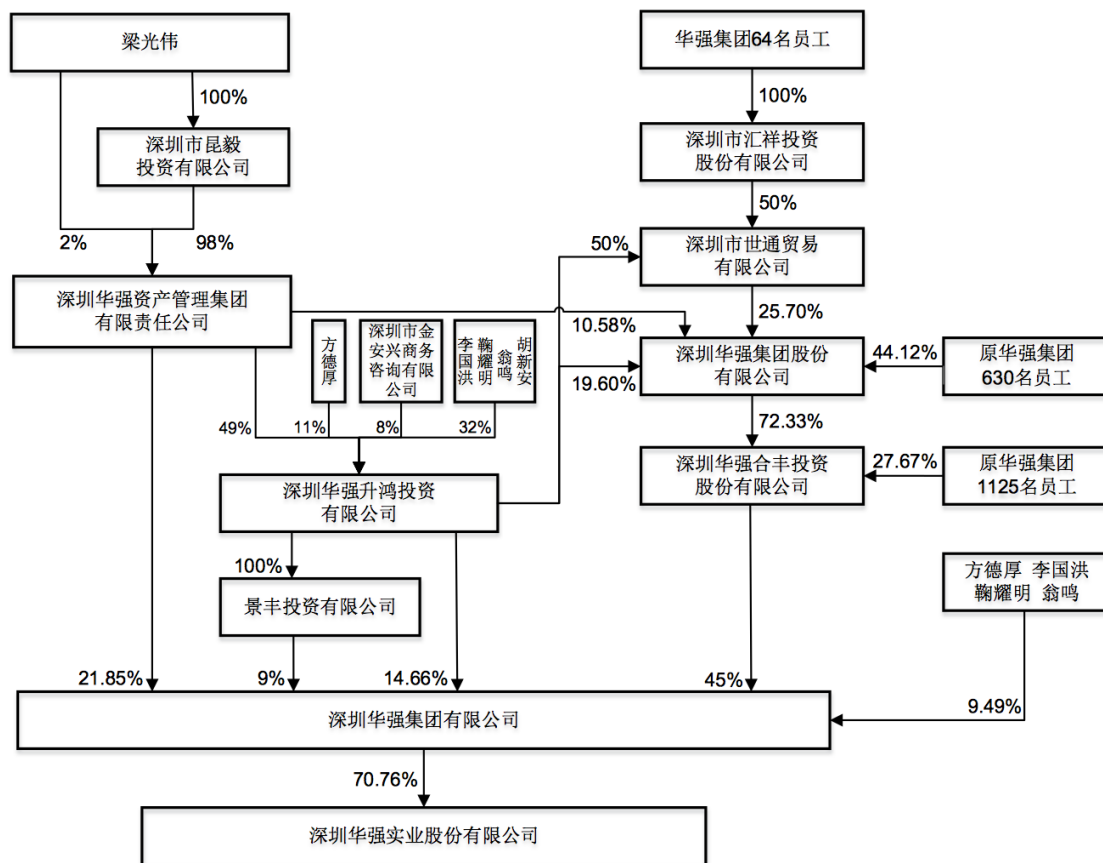 梁光伟
华强集团64名员工
100%
100%
深圳市昆毅
投资有限公司
深圳市汇祥投资
股份有限公司
50%
2%
98%
50%
深圳市世通贸易
有限公司
深圳华强资产管理集团
有限责任公司
25.70%
10.58%
方德厚
深圳市金
安兴商务
咨询有限
公司
李国洪
鞠耀明
翁鸣
胡新安
深圳华强集团股份
有限公司
44.12%
原华强集团
630名员工
19.60%
49%
11%
8%
32%
72.33%
深圳华强合丰投资
股份有限公司
27.67%
原华强集团
1125名员工
深圳华强升鸿投资
有限公司
100%
景丰投资有限公司
方德厚 李国洪
鞠耀明 翁鸣
21.85%
9%
14.66%
45%
9.49%
深圳华强集团有限公司
70.76%
深圳华强实业股份有限公司